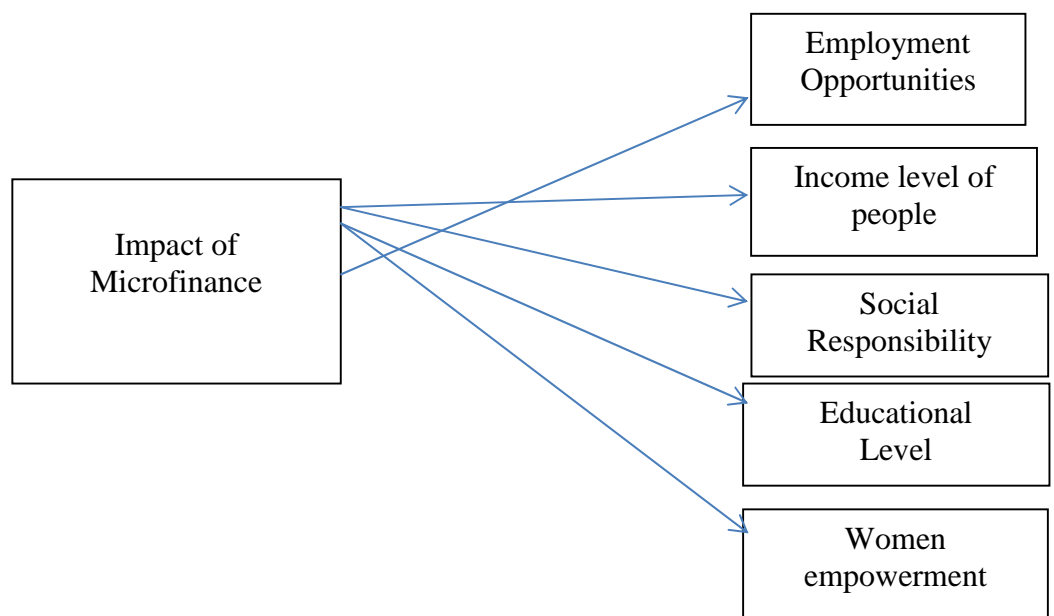 Employment
Opportunities
Income level of
people
Impact of
Microfinance
Social
Responsibility
Educational
Level
Women
empowerment